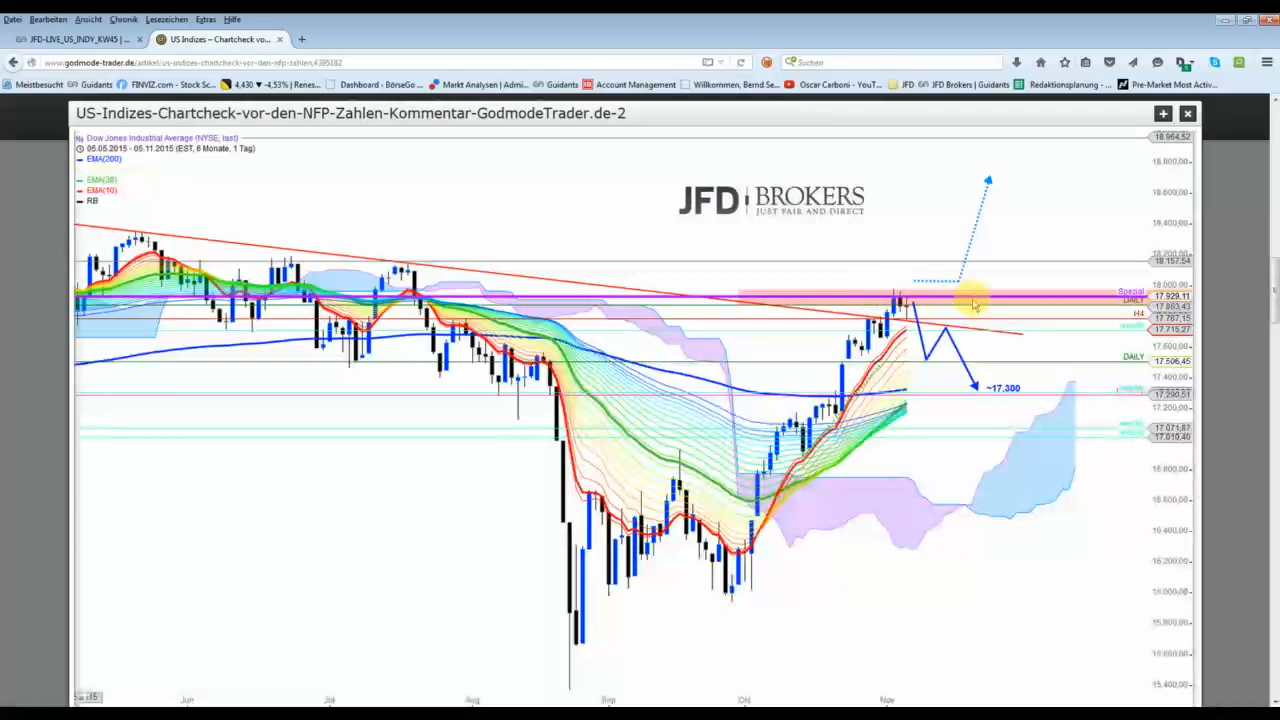 Datei Bearbeiten Ansicht Chronik Lesezeichen Extras Hilfe
JFD-LIVE_US_INDY_KW45 | ... × US Indizes – Chartcheck vo... × +
www.godmode-trader.de/artikel/us-indizes-chartcheck-vor-den-nfp-zahlen,4395182
Suchen
Meistbesucht Guidants FINVIZ.com - Stock Sc... 4,430 -4,53% | Renes... Dashboard - BörseGo ... Markt Analysen | Admi... Guidants Account Management Willkommen, Bernd Se... Oscar Carboni - YouT... JFD JFD Brokers | Guidants Redaktionsplanung - ... Pre-Market Most Activ...
US-Indizes-Chartcheck-vor-den-NFP-Zahlen-Kommentar-GodmodeTrader.de-2
Dow Jones Industrial Average (NYSE, last)
05.05.2015 - 05.11.2015 (EST, 6 Monate, 1 Tag)
EMA(200)
EMA(30)
EMA(10)
RB
JFD BROKERS
JUST FAIR AND DIRECT
18.964,52
18.800,00
18.600,00
18.400,00
18.200,00
18.157,54
Spezial
17.929,11
DAILY
17.863,43
H4
17.787,15
17.715,27
17.600,00
DAILY
17.506,45
17.400,00
~17.300
17.290,51
17.200,00
17.071,87
17.010,40
16.800,00
16.600,00
16.400,00
16.200,00
16.000,00
15.800,00
15.600,00
15.400,00
Jun Jul Aug Sep Okt Nov